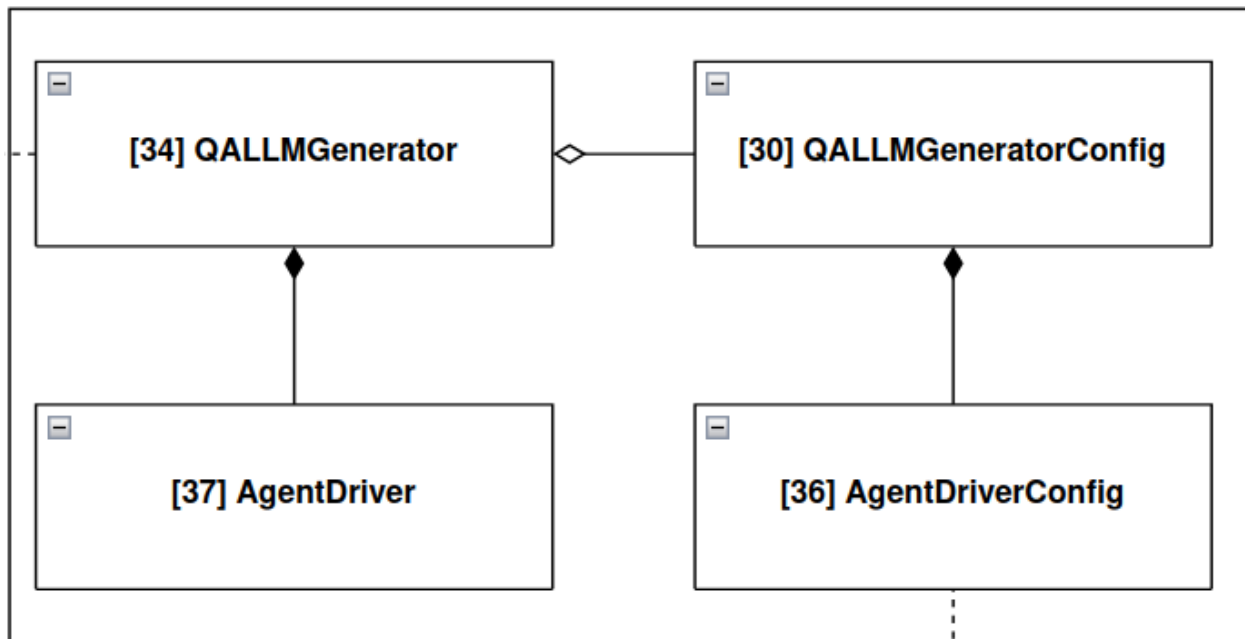 [34] QALLMGenerator
[30] QALLMGeneratorConfig
[37] AgentDriver
[36] AgentDriverConfig